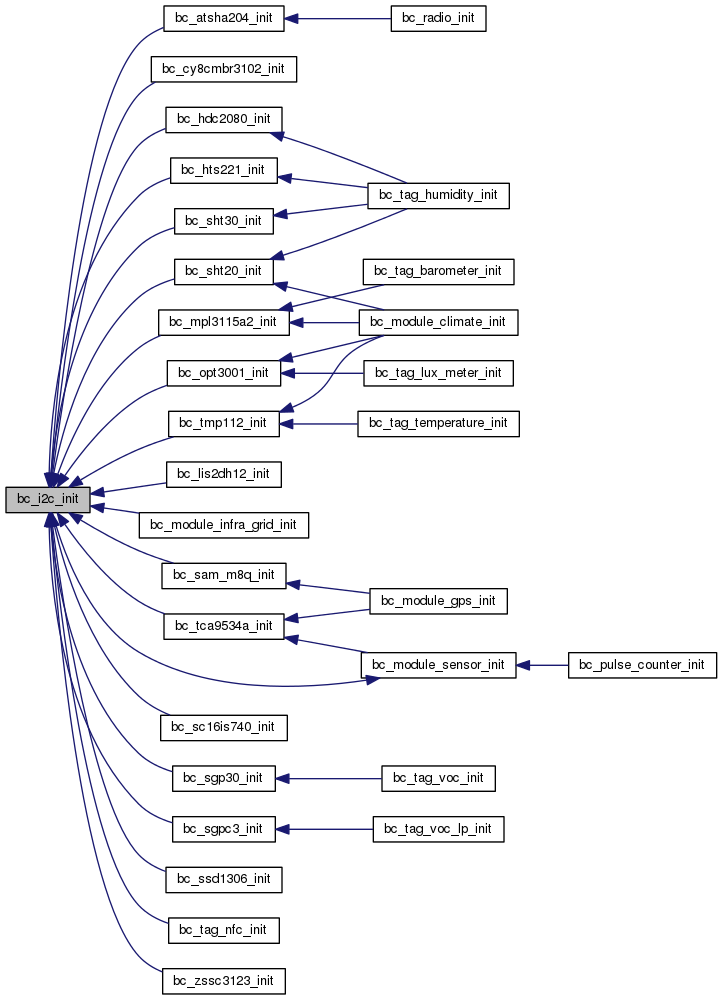 bc_atsha204_init
bc_radio_init
bc_cy8cmbr3102_init
bc_hdc2080_init
bc_hts221_init
bc_tag_humidity_init
bc_sht30_init
bc_sht20_init
bc_tag_barometer_init
bc_mpl3115a2_init
bc_module_climate_init
bc_opt3001_init
bc_tag_lux_meter_init
bc_tmp112_init
bc_tag_temperature_init
bc_lis2dh12_init
bc_i2c_init
bc_module_infra_grid_init
bc_sam_m8q_init
bc_module_gps_init
bc_tca9534a_init
bc_module_sensor_init
bc_pulse_counter_init
bc_sc16is740_init
bc_sgp30_init
bc_tag_voc_init
bc_sgpc3_init
bc_tag_voc_lp_init
bc_ssd1306_init
bc_tag_nfc_init
bc_zssc3123_init